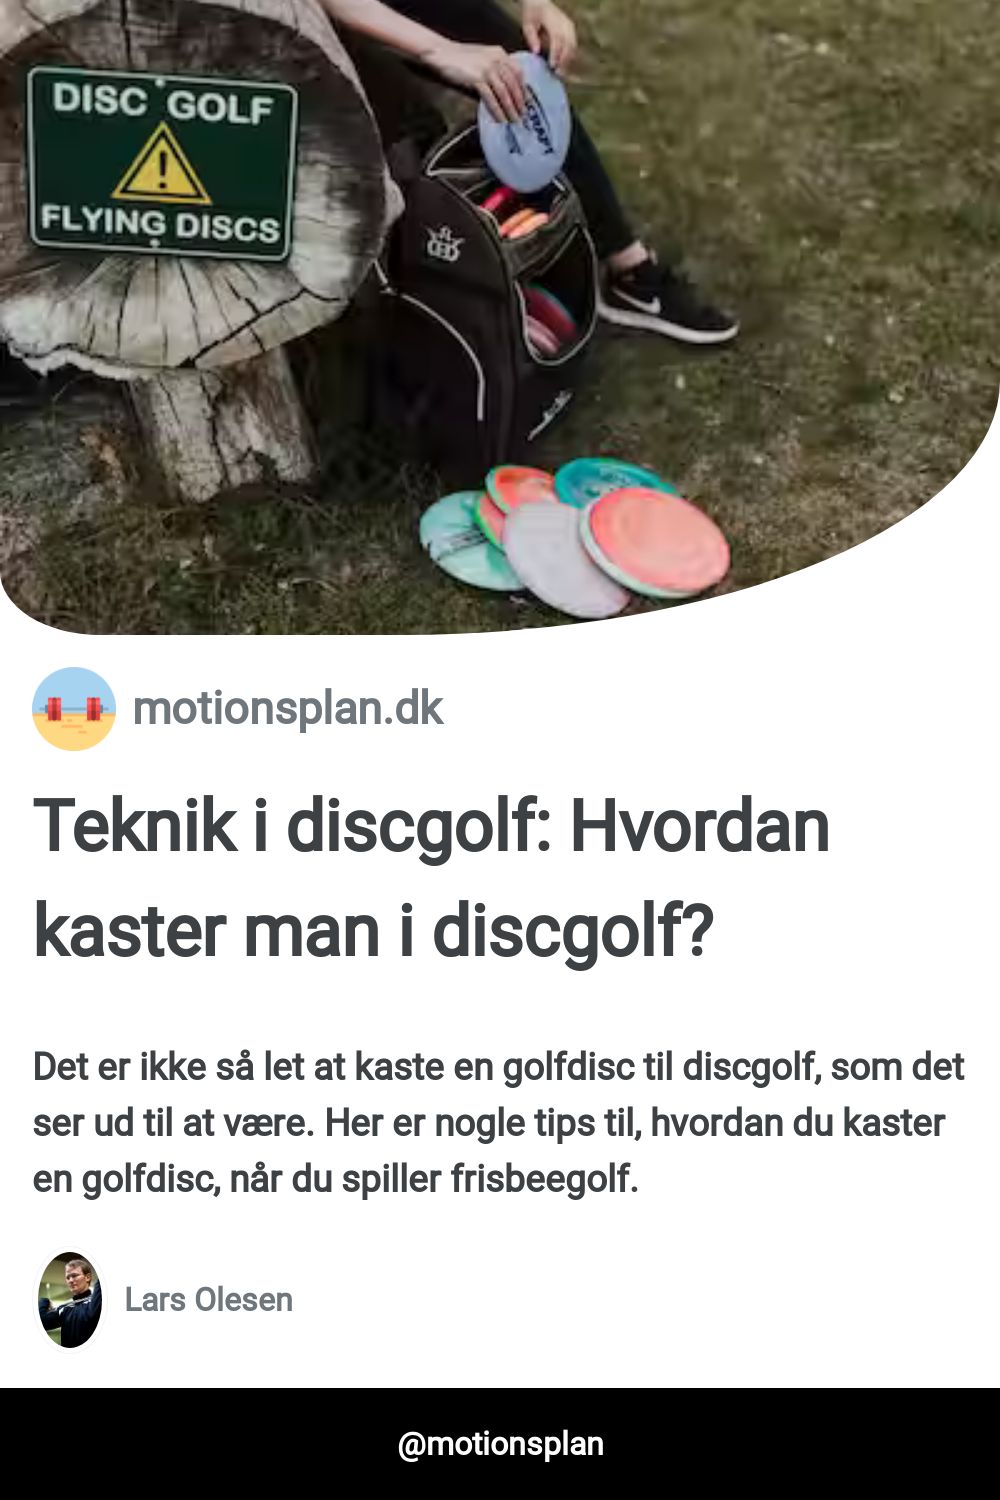 DISC GOLF
FLYING DISCS
motionsplan.dk
Teknik i discgolf: Hvordan
kaster man i discgolf?
Det er ikke så let at kaste en golfdisc til discgolf, som det
ser ud til at være. Her er nogle tips til, hvordan du kaster
en golfdisc, når du spiller frisbeegolf.
Lars Olesen
@motionsplan